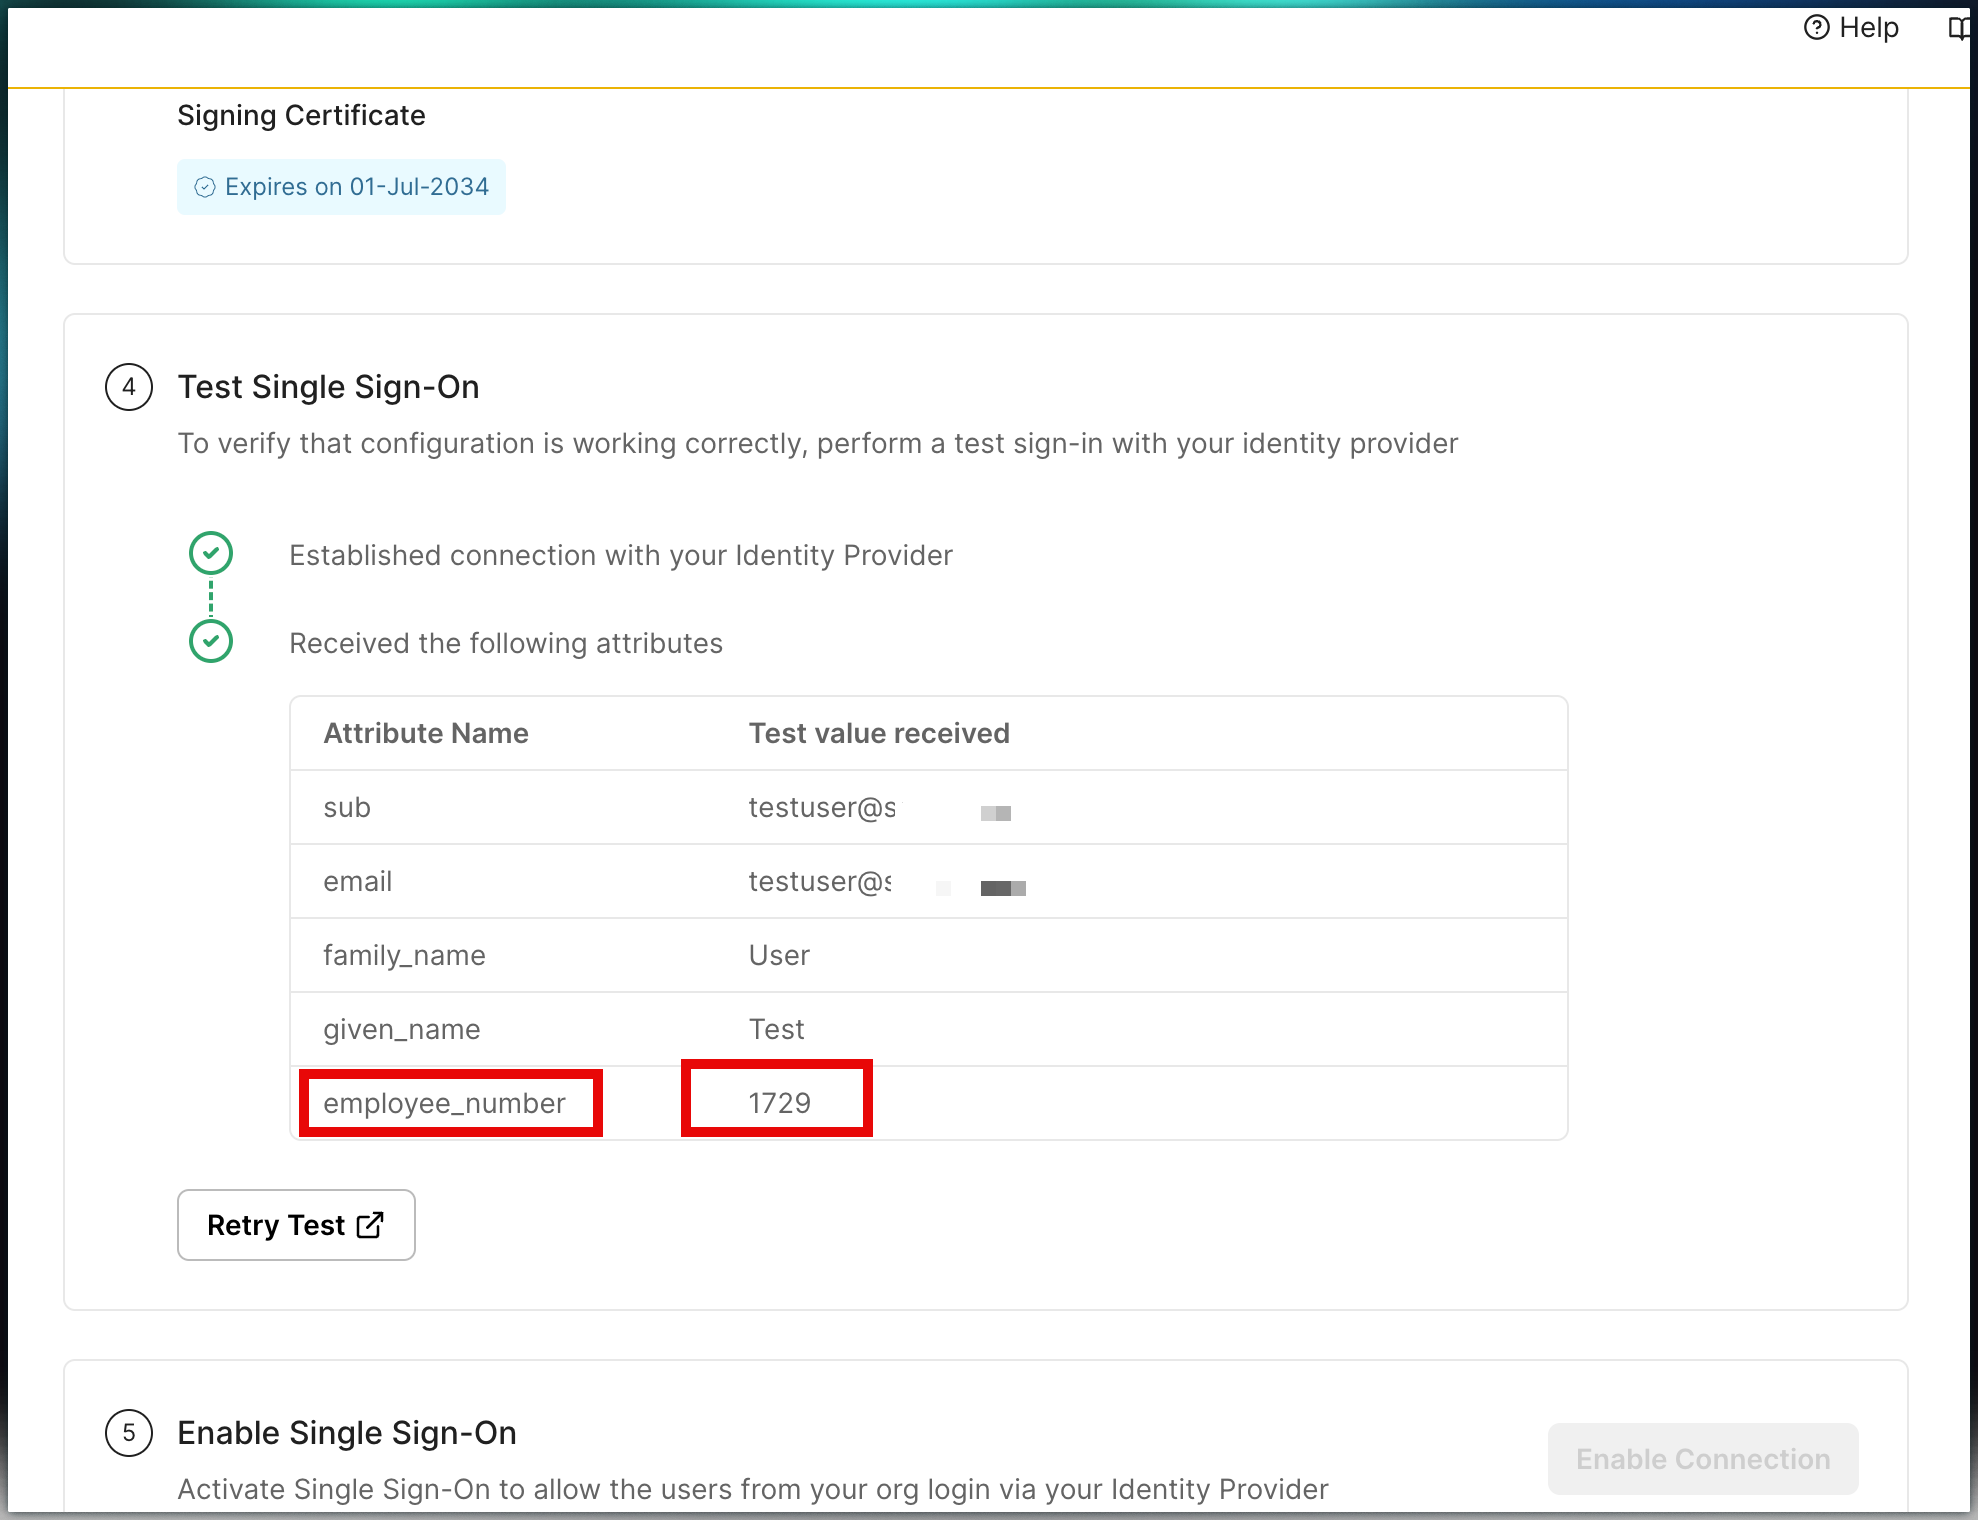 Help
Signing Certificate
Expires on 01-Jul-2034
4
Test Single Sign-On
To verify that configuration is working correctly, perform a test sign-in with your identity provider
Established connection with your Identity Provider
Received the following attributes
Attribute Name Test value received
sub testuser@s
email testuser@s
family_name User
given_name Test
employee_number 1729
Retry Test
5
Enable Single Sign-On
Enable Connection
Activate Single Sign-On to allow the users from your org login via your Identity Provider